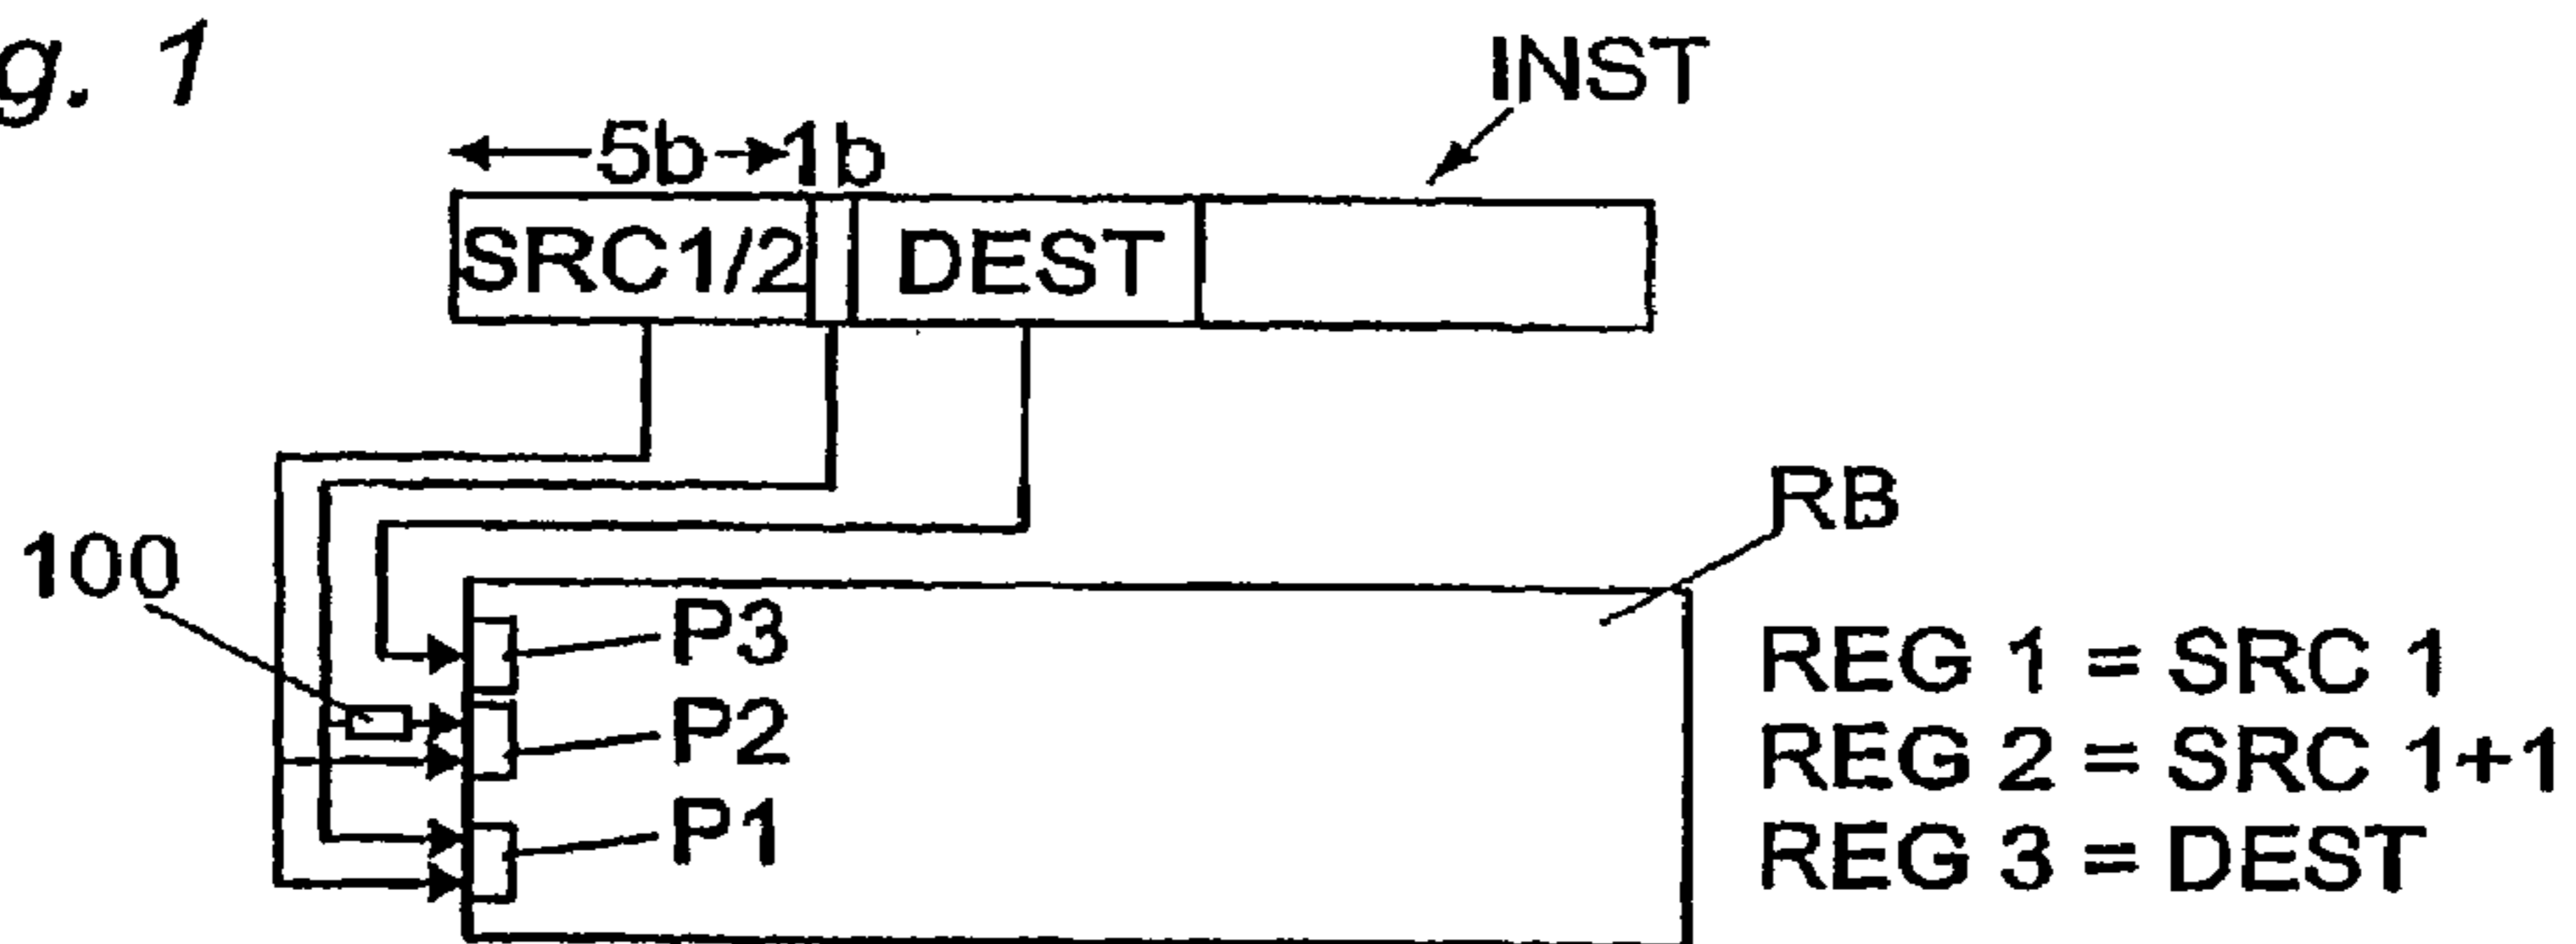 g. 1
INST
5b 1b
SRC1/2 DEST
RB
100
P3
P2
P1
REG 1 = SRC 1
REG 2 = SRC 1+1
REG 3 = DEST